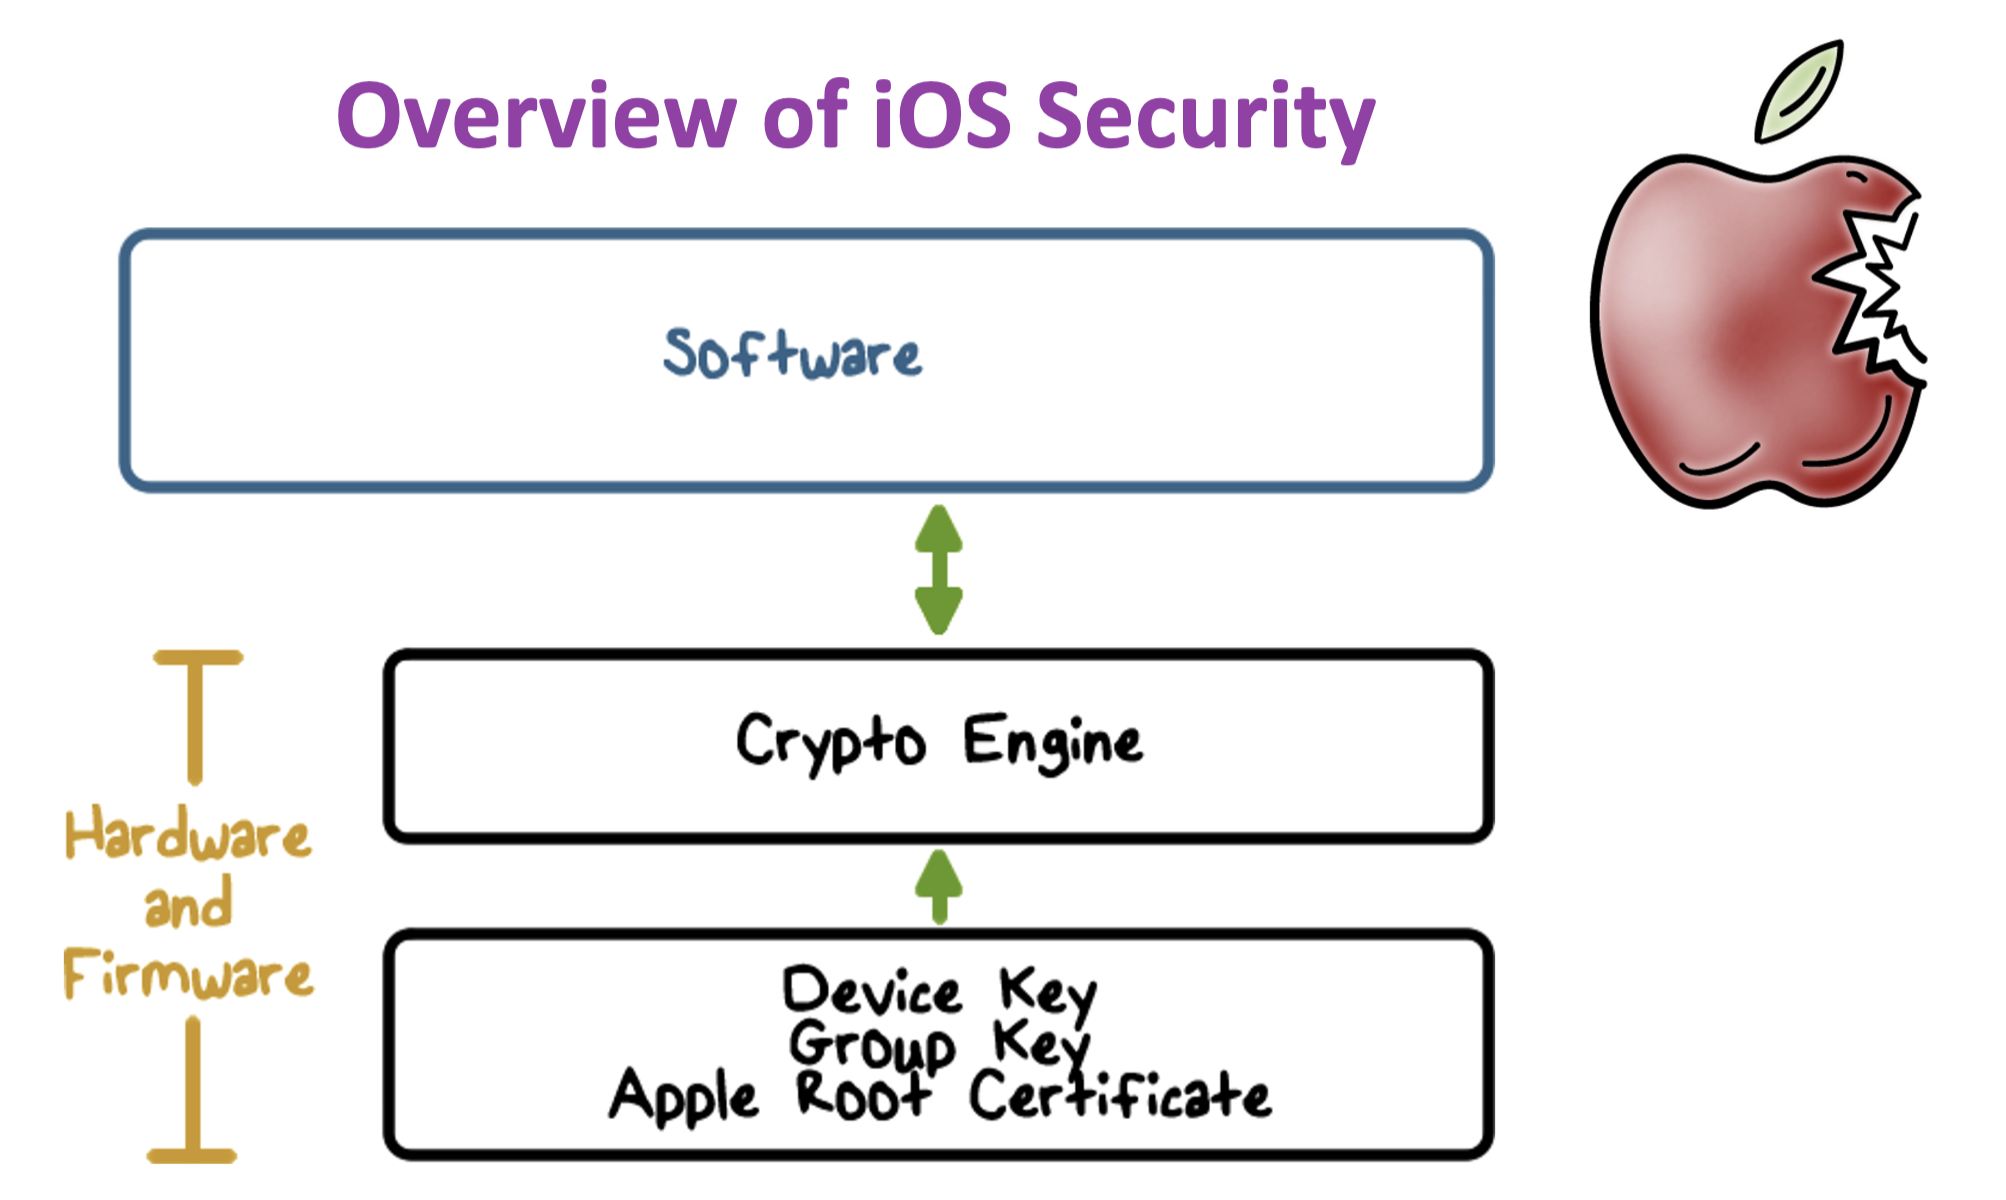 Overview of iOS Security
Software
Crypto Engine
Hardware
and
Firmware
Device Key
Group Key
Apple Root Certificate